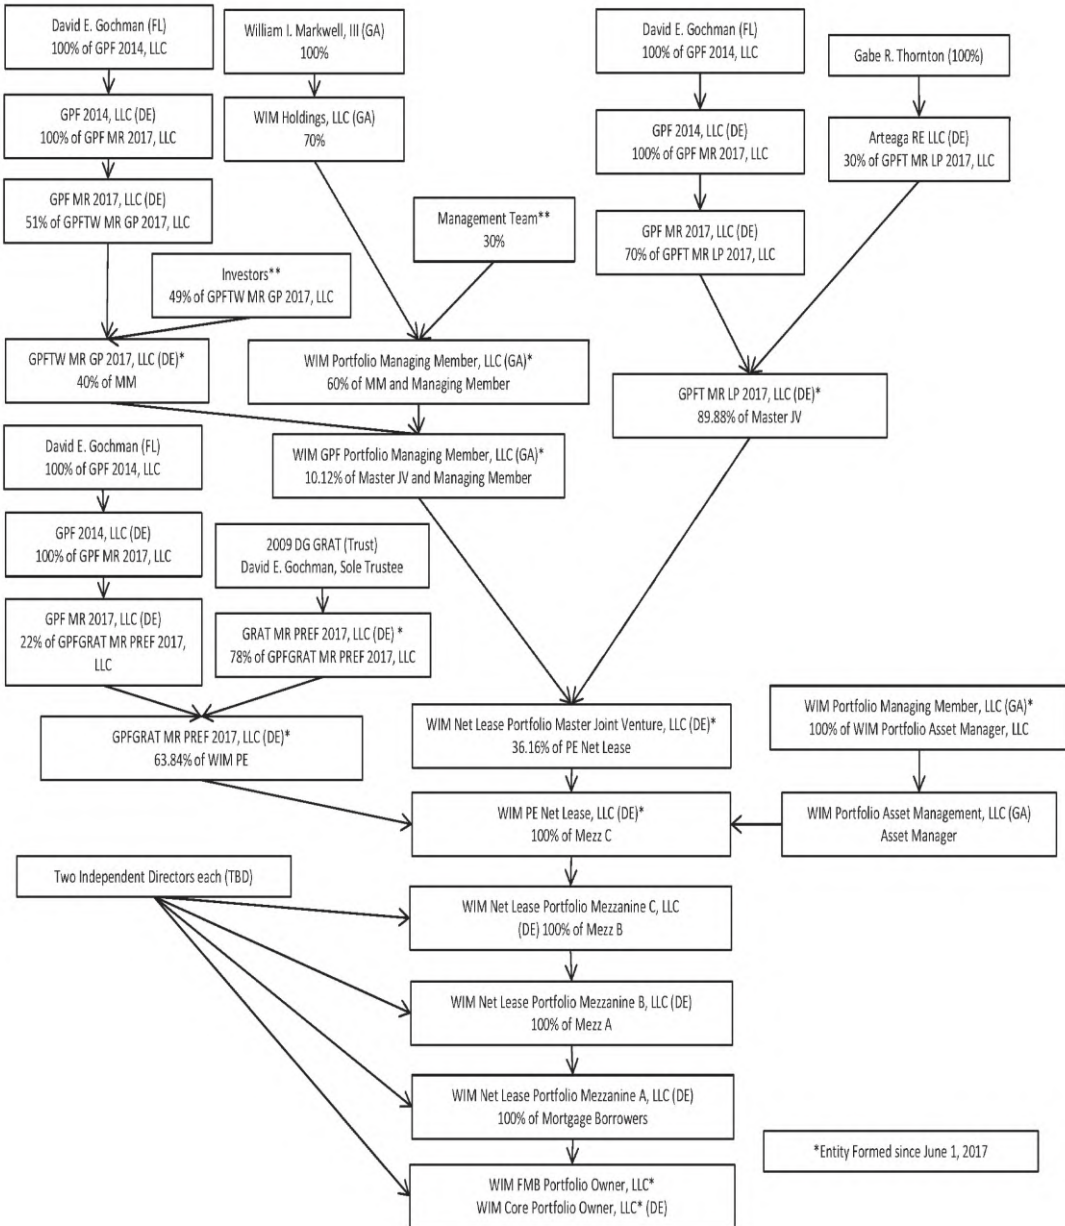 David E. Gochman (FL)
100% of GPF 2014, LLC
William I. Markwell, III (GA)
100%
David E. Gochman (FL)
100% of GPF 2014, LLC
Gabe R. Thornton (100%)
GPF 2014, LLC (DE)
100% of GPF MR 2017, LLC
WIM Holdings, LLC (GA)
70%
GPF 2014, LLC (DE)
100% of GPF MR 2017, LLC
Arteaga RE LLC (DE)
30% of GPFT MR LP 2017, LLC
GPF MR 2017, LLC (DE)
51% of GPFTW MR GP 2017, LLC
Management Team**
30%
GPF MR 2017, LLC (DE)
70% of GPFT MR LP 2017, LLC
Investors**
49% of GPFTW MR GP 2017, LLC
GPFTW MR GP 2017, LLC (DE)*
40% of MM
WIM Portfolio Managing Member, LLC (GA)*
60% of MM and Managing Member
GPFT MR LP 2017, LLC (DE)*
89.88% of Master JV
David E. Gochman (FL)
100% of GPF 2014, LLC
WIM GPF Portfolio Managing Member, LLC (GA)*
10.12% of Master JV and Managing Member
GPF 2014, LLC (DE)
100% of GPF MR 2017, LLC
2009 DG GRAT (Trust)
David E. Gochman, Sole Trustee
GPF MR 2017, LLC (DE)
22% of GPFGRAT MR PREF 2017,
LLC
GRAT MR PREF 2017, LLC (DE) *
78% of GPFGRAT MR PREF 2017, LLC
GPFGRAT MR PREF 2017, LLC (DE)*
63.84% of WIM PE
WIM Net Lease Portfolio Master Joint Venture, LLC (DE)*
36.16% of PE Net Lease
WIM Portfolio Managing Member, LLC (GA)*
100% of WIM Portfolio Asset Manager, LLC
WIM PE Net Lease, LLC (DE)*
100% of Mezz C
WIM Portfolio Asset Management, LLC (GA)
Asset Manager
Two Independent Directors each (TBD)
WIM Net Lease Portfolio Mezzanine C, LLC
(DE) 100% of Mezz B
WIM Net Lease Portfolio Mezzanine B, LLC (DE)
100% of Mezz A
WIM Net Lease Portfolio Mezzanine A, LLC (DE)
100% of Mortgage Borrowers
*Entity Formed since June 1, 2017
WIM FMB Portfolio Owner, LLC*
WIM Core Portfolio Owner, LLC* (DE)